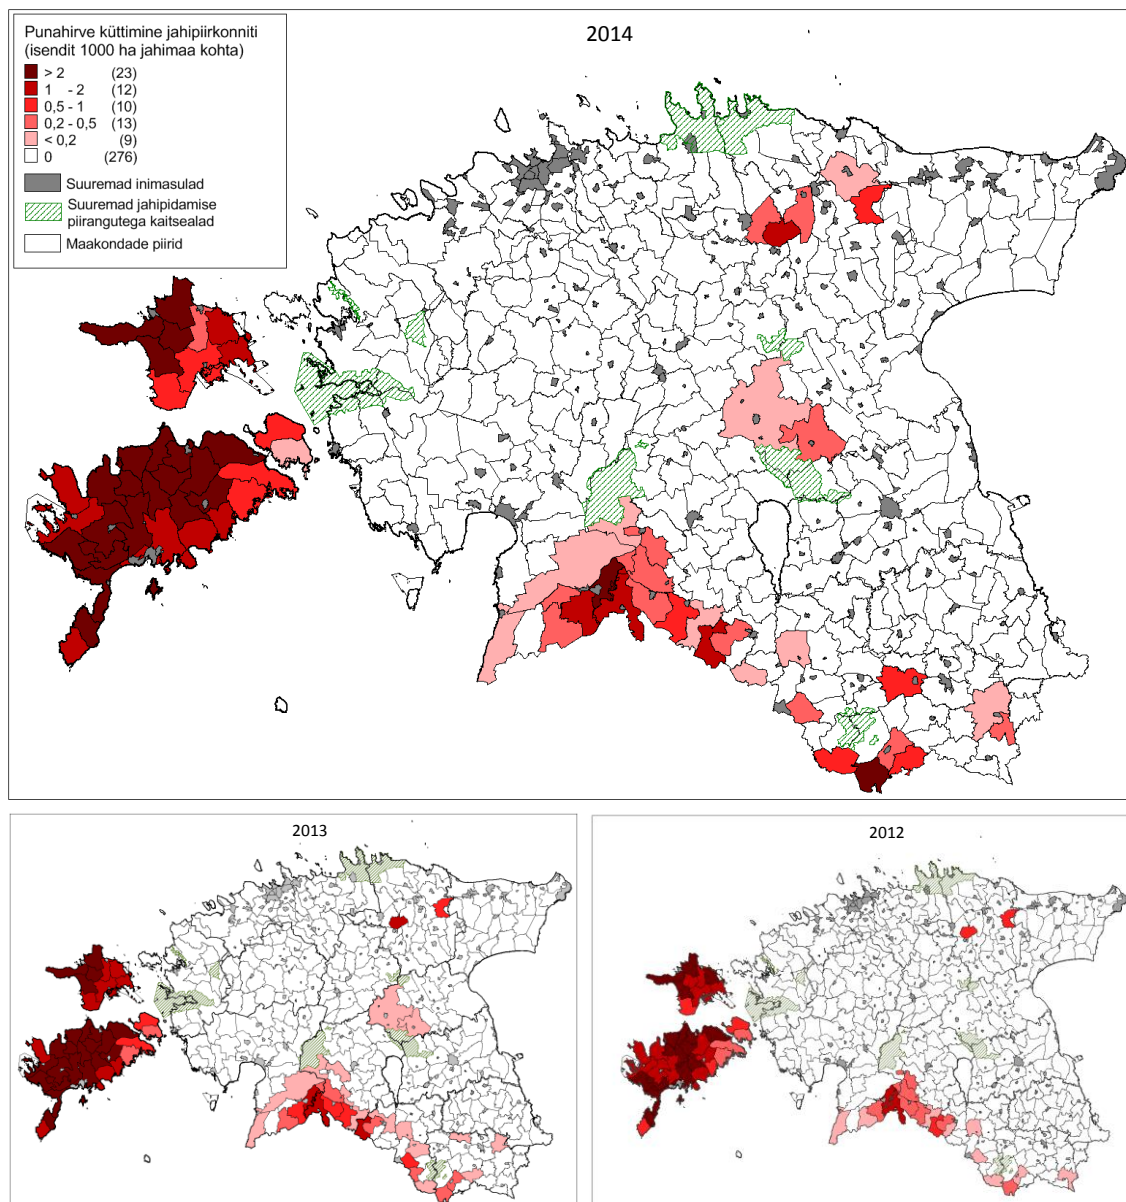 Punahirve küttimine jahipiirkonniti
(isendit 1000 ha jahimaa kohta)
> 2 (23)
1 - 2 (12)
0,5 - 1 (10)
0,2 - 0,5 (13)
< 0,2 (9)
0 (276)
Suuremad inimasulad
Suuremad jahipidamise
piirangutega kaitsealad
Maakondade piirid
2014
2013
2012